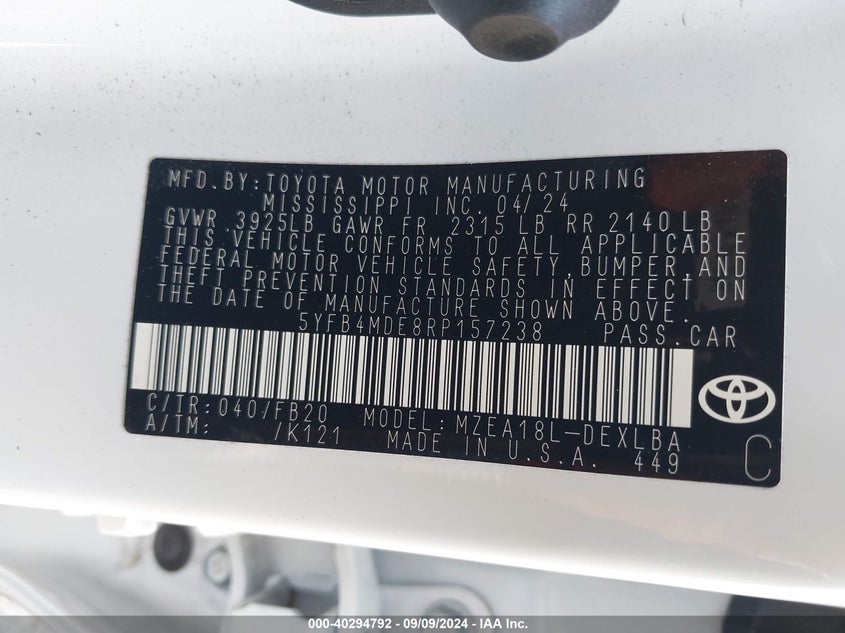 MFD.BY:TOYOTA MOTOR MANUFACTURING
MISSISSIPPI INC. 04/24
GVWR 3925LB GAWR FR 2315 LB RR 2140 LB
THIS VEHICLE CONFORMS TO ALL APPLICABLE
FEDERAL MOTOR VEHICLE SAFETY,BUMPER,AND
THEFT PREVENTION STANDARDS IN EFFECT ON
THE DATE OF MANUFACTURE SHOWN ABOVE.
5YFB4MDE8RP157238 PASS.CAR
C/TR:040/FB20 MODEL:MZEA18L-DEXLBA
A/TM: /K121 MADE IN U.S.A. 449 C
000-40294792 - 09/09/2024 - IAA Inc.